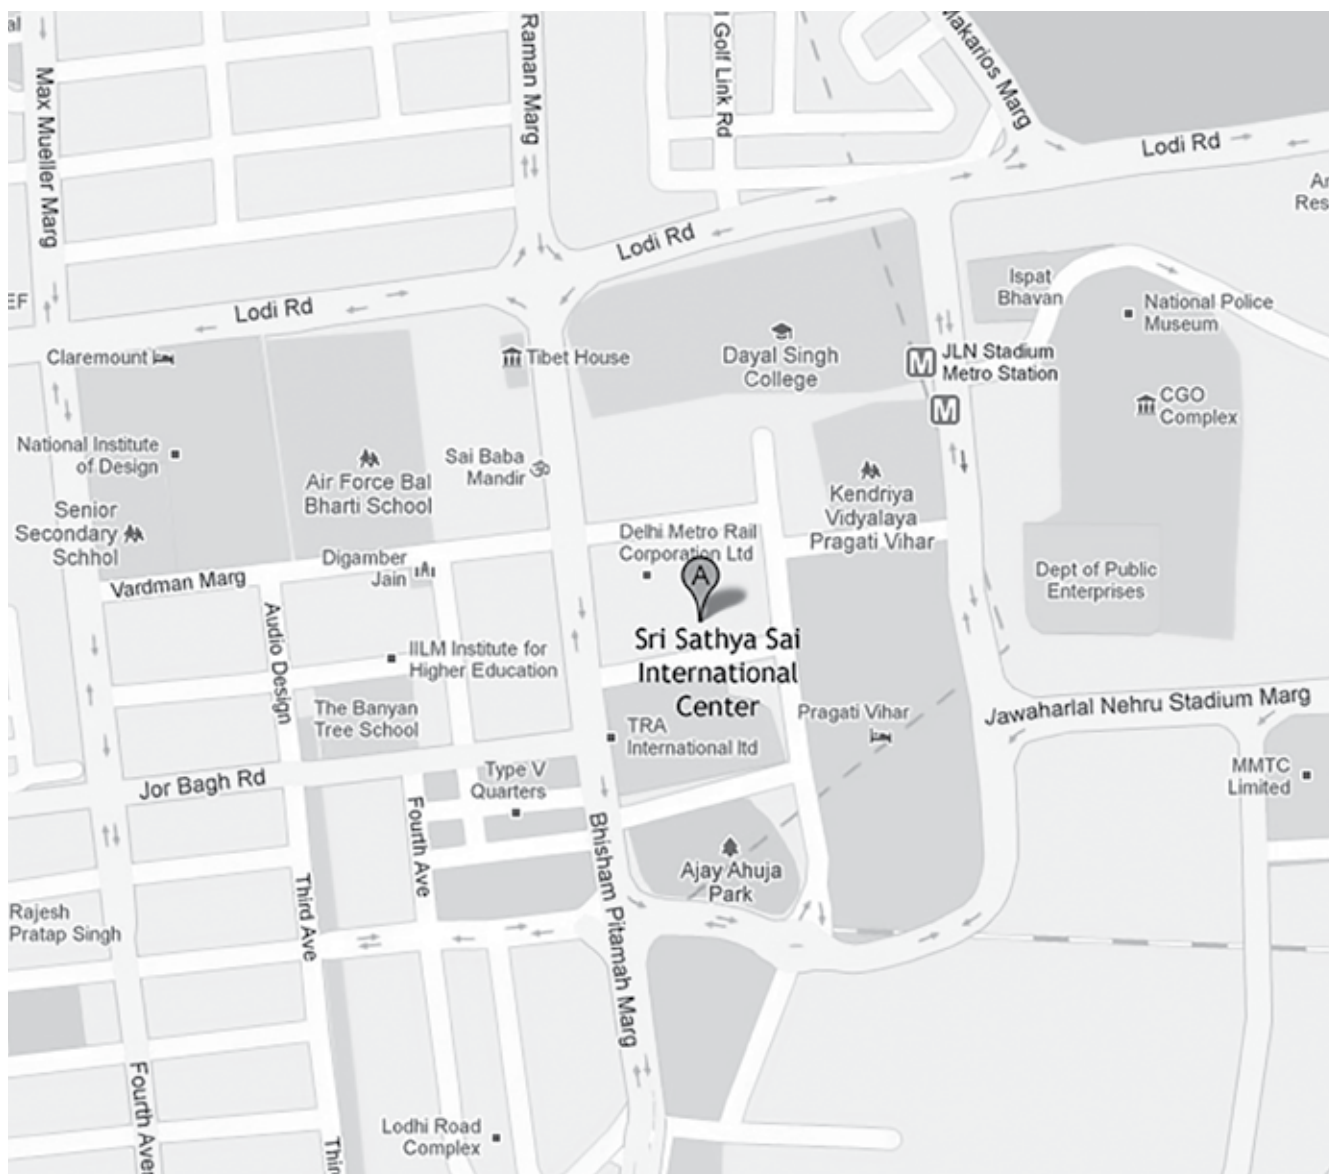 al
Max Mueller Marg
Raman Marg
Golf Link Rd
Makarios Marg
Lodi Rd
Ar
Res
Lodi Rd
Lodi Rd
EF
Ispat
Bhavan
National Police
Museum
Claremount
Tibet House
Dayal Singh
College
M
JLN Stadium
Metro Station
M
CGO
Complex
National Institute
of Design
Air Force Bal
Bharti School
Sai Baba
Mandir
ॐ
Kendriya
Vidyalaya
Pragati Vihar
Senior
Secondary
Schhol
Delhi Metro Rail
Corporation Ltd
A
Digamber
Jain
Vardman Marg
Dept of Public
Enterprises
Audio Design
Sri Sathya Sai
International
Center
IILM Institute for
Higher Education
The Banyan
Tree School
TRA
International ltd
Pragati Vihar
Jawaharlal Nehru Stadium Marg
Jor Bagh Rd
Type V
Quarters
MMTC
Limited
Fourth Ave
Bhisham Pitamah Marg
Ajay Ahuja
Park
Third Ave
Rajesh
Pratap Singh
Fourth Aver
Thir
Lodhi Road
Complex